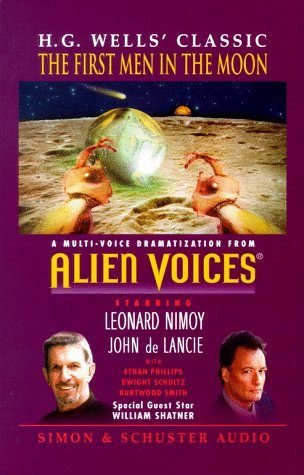 H.G. WELLS' CLASSIC
THE FIRST MEN IN THE MOON
A MULTI-VOICE DRAMATIZATION FROM
ALIEN VOICES®
STARRING
LEONARD NIMOY
JOHN de LANCIE
WITH
ETHAN PHILLIPS
DWIGHT SCHULTZ
KURTWOOD SMITH
Special Guest Star
WILLIAM SHATNER
SIMON & SCHUSTER AUDIO